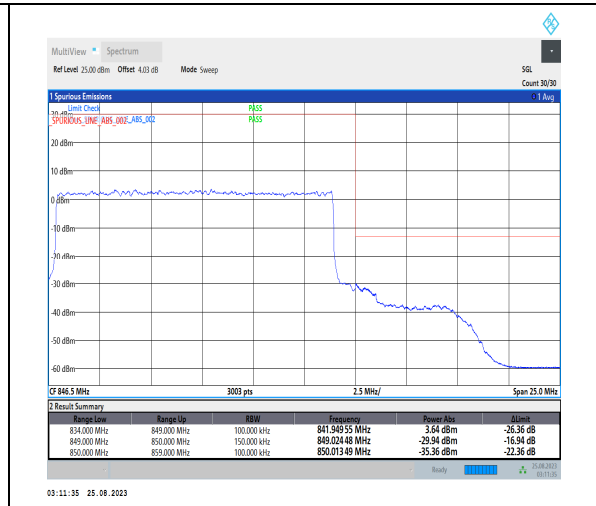 MultiView Spectrum
Ref Level 25.00 dBm Offset 4.03 dB Mode Sweep SGL
Count 30/30
1 Spurious Emissions 1 Avg
30 dBm Limit Check PASS
_SPURIOUS_LINE_ABS_002 _ABS_002 PASS
20 dBm
10 dBm
0 dBm
-10 dBm
-20 dBm
-30 dBm
-40 dBm
-50 dBm
-60 dBm
CF 846.5 MHz 3003 pts 2.5 MHz/ Span 25.0 MHz
2 Result Summary
Range Low Range Up RBW Frequency Power Abs ΔLimit
834.000 MHz 849.000 MHz 100.000 kHz 841.949 55 MHz 3.64 dBm -26.36 dB
849.000 MHz 850.000 MHz 150.000 kHz 849.024 48 MHz -29.94 dBm -16.94 dB
850.000 MHz 859.000 MHz 100.000 kHz 850.013 49 MHz -35.36 dBm -22.36 dB
Ready 25.08.2023
03:11:35
03:11:35 25.08.2023